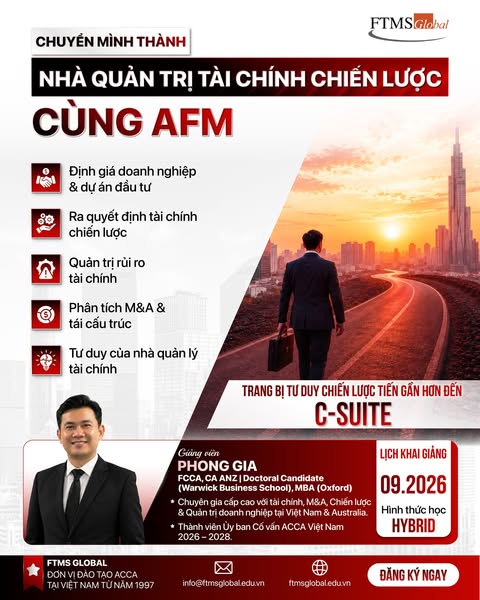 FTMSGlobal
CHUYỂN MÌNH THÀNH
NHÀ QUẢN TRỊ TÀI CHÍNH CHIẾN LƯỢC
CÙNG AFM
Định giá doanh nghiệp
& dự án đầu tư
Ra quyết định tài chính
chiến lược
Quản trị rủi ro
tài chính
Phân tích M&A &
tái cấu trúc
Tư duy của nhà quản lý
tài chính
TRANG BỊ TƯ DUY CHIẾN LƯỢC TIẾN GẦN HƠN ĐẾN
C-SUITE
Giảng viên
PHONG GIA
FCCA, CA ANZ | Doctoral Candidate
(Warwick Business School), MBA (Oxford)
* Chuyên gia cấp cao với tài chính, M&A, Chiến lược
& Quản trị doanh nghiệp tại Việt Nam & Australia.
* Thành viên Ủy ban Cố vấn ACCA Việt Nam
2026 – 2028.
LỊCH KHAI GIẢNG
09.2026
Hình thức học
HYBRID
FTMS GLOBAL
ĐƠN VỊ ĐÀO TẠO ACCA
TẠI VIỆT NAM TỪ NĂM 1997
info@ftmsglobal.edu.vn
ftmsglobal.edu.vn
ĐĂNG KÝ NGAY